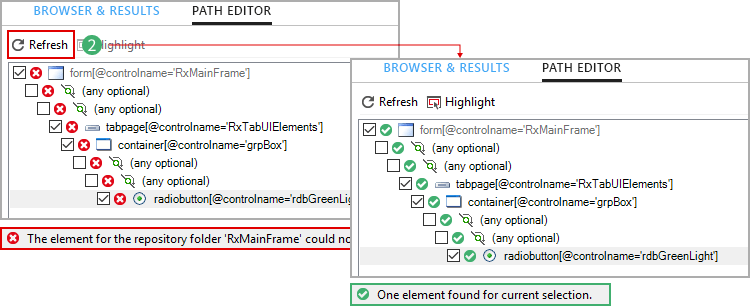 BROWSER & RESULTS PATH EDITOR
Refresh 2 Highlight
form[@controlname='RxMainFrame']
(any optional)
(any optional)
tabpage[@controlname='RxTabUIElements']
container[@controlname='grpBox']
(any optional)
(any optional)
radiobutton[@controlname='rdbGreenLight
The element for the repository folder 'RxMainFrame' could no
BROWSER & RESULTS PATH EDITOR
Refresh Highlight
form[@controlname='RxMainFrame']
(any optional)
(any optional)
tabpage[@controlname='RxTabUIElements']
container[@controlname='grpBox']
(any optional)
(any optional)
radiobutton[@controlname='rdbGreenLight']
One element found for current selection.